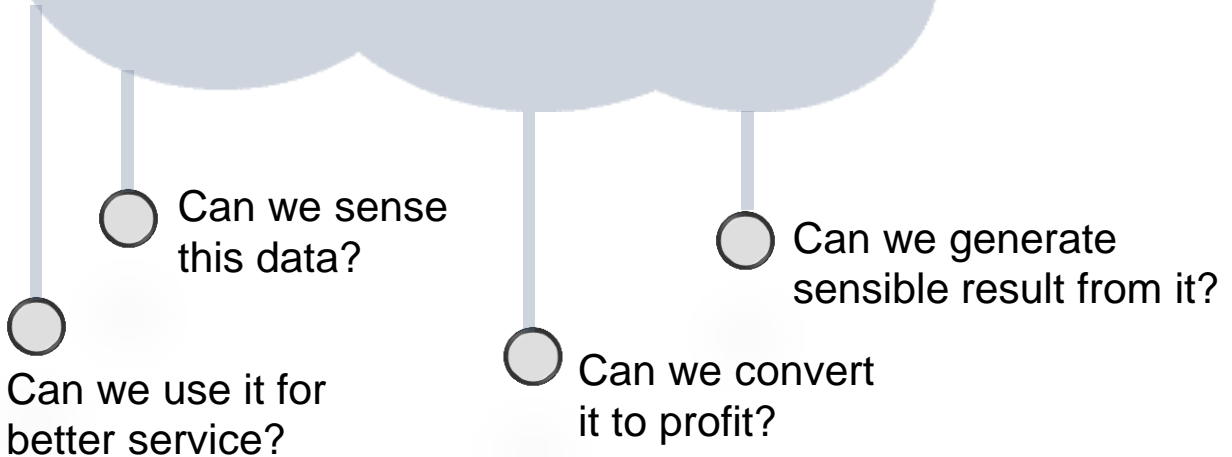 Can we sense
this data?
Can we generate
sensible result from it?
Can we use it for
better service?
Can we convert
it to profit?